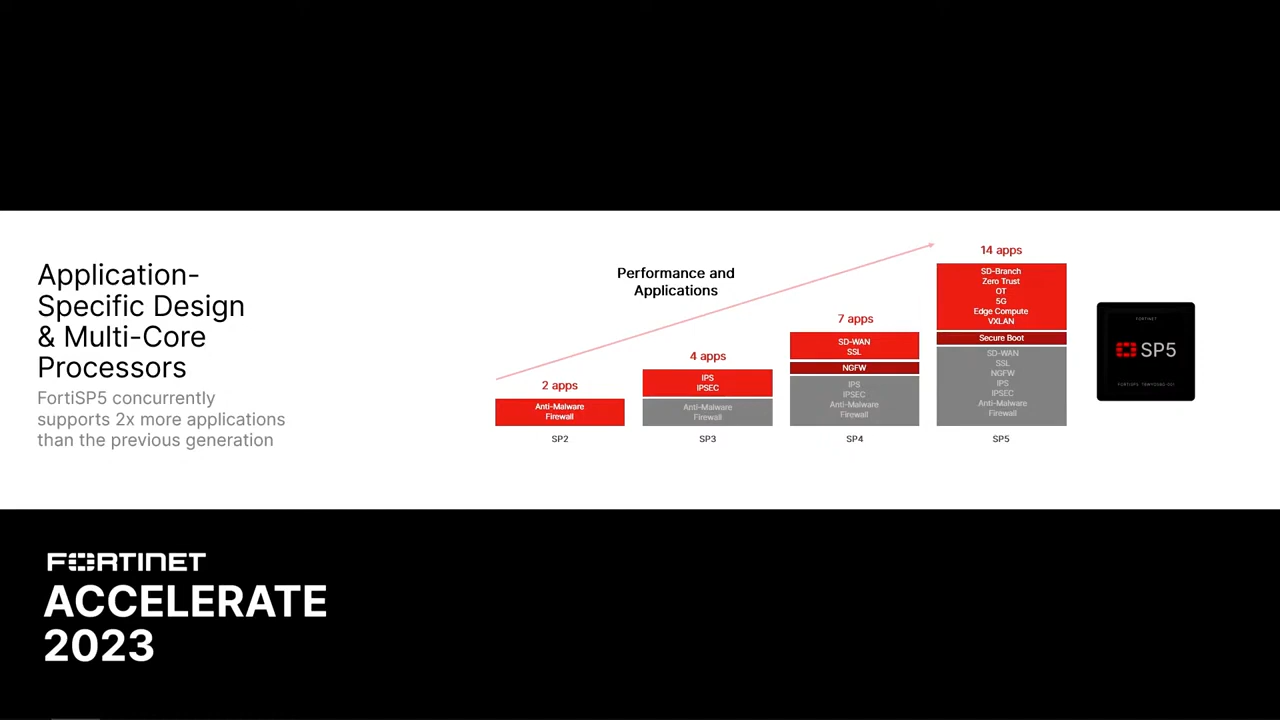 Application-
Specific Design
& Multi-Core
Processors
FortiSP5 concurrently
supports 2x more applications
than the previous generation
Performance and
Applications
2 apps
Anti-Malware
Firewall
SP2
4 apps
IPS
IPSEC
Anti-Malware
Firewall
SP3
7 apps
SD-WAN
SSL
NGFW
IPS
IPSEC
Anti-Malware
Firewall
SP4
14 apps
SD-Branch
Zero Trust
OT
5G
Edge Compute
VXLAN
Secure Boot
SD-WAN
SSL
NGFW
IPS
IPSEC
Anti-Malware
Firewall
SP5
FORTINET
SP5
FORTINET
ACCELERATE
2023